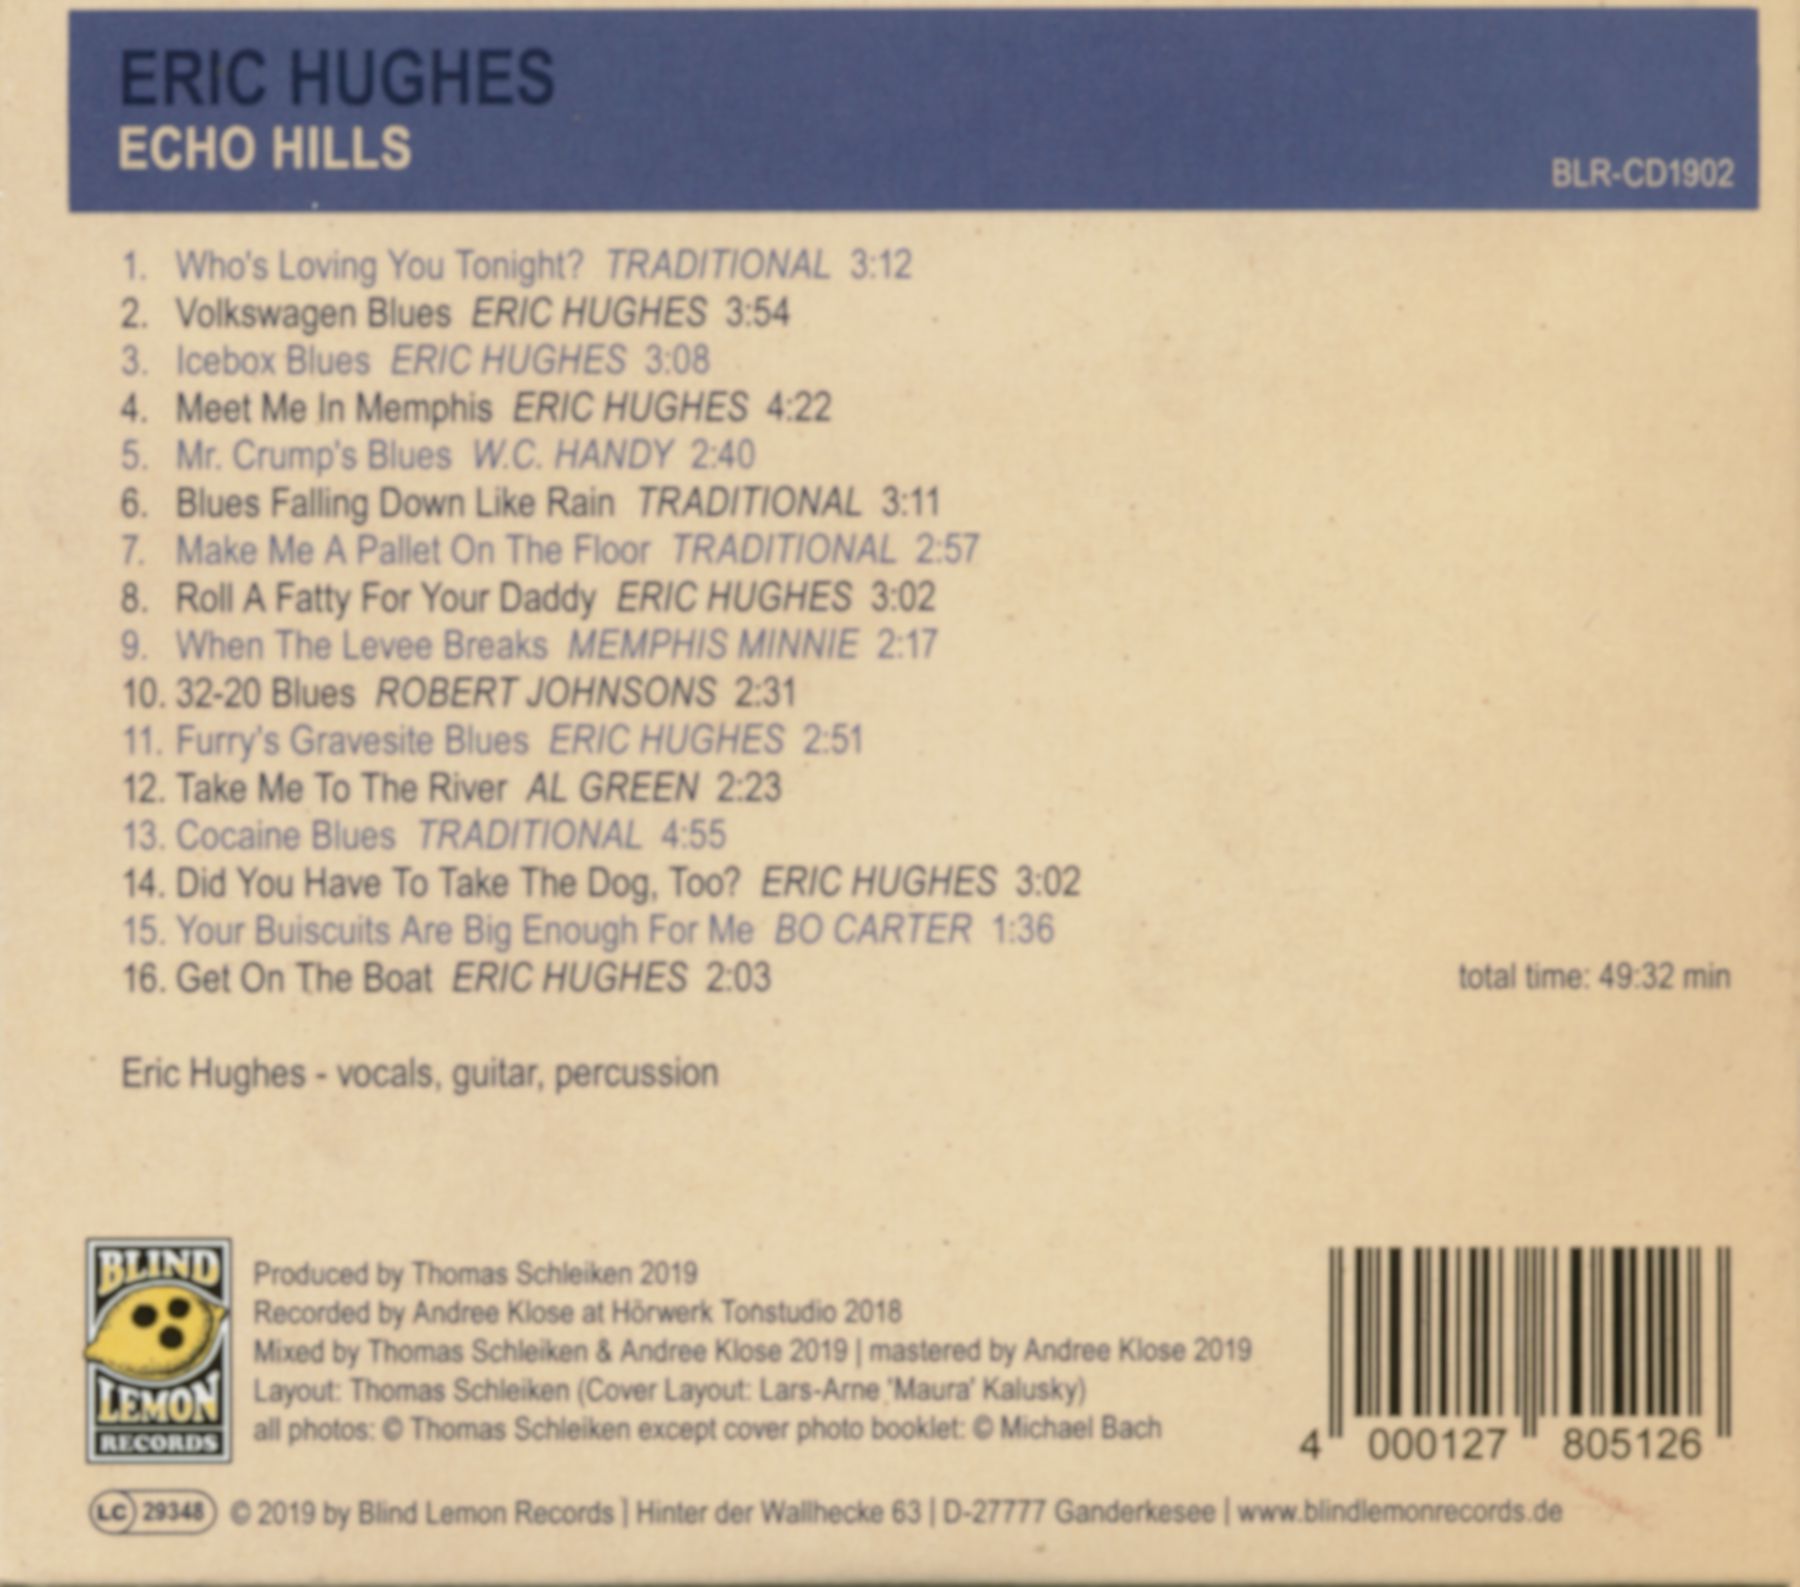 ERIC HUGHES
ECHO HILLS
BLR-CD1902
1. Who's Loving You Tonight? TRADITIONAL 3:12
2. Volkswagen Blues ERIC HUGHES 3:54
3. Icebox Blues ERIC HUGHES 3:08
4. Meet Me In Memphis ERIC HUGHES 4:22
5. Mr. Crump's Blues W.C. HANDY 2:40
6. Blues Falling Down Like Rain TRADITIONAL 3:11
7. Make Me A Pallet On The Floor TRADITIONAL 2:57
8. Roll A Fatty For Your Daddy ERIC HUGHES 3:02
9. When The Levee Breaks MEMPHIS MINNIE 2:17
10. 32-20 Blues ROBERT JOHNSONS 2:31
11. Furry's Gravesite Blues ERIC HUGHES 2:51
12. Take Me To The River AL GREEN 2:23
13. Cocaine Blues TRADITIONAL 4:55
14. Did You Have To Take The Dog, Too? ERIC HUGHES 3:02
15. Your Buiscuits Are Big Enough For Me BO CARTER 1:36
16. Get On The Boat ERIC HUGHES 2:03
total time: 49:32 min
Eric Hughes - vocals, guitar, percussion
BLIND
LEMON
RECORDS
Produced by Thomas Schleiken 2019
Recorded by Andree Klose at Hörwerk Tonstudio 2018
Mixed by Thomas Schleiken & Andree Klose 2019 | mastered by Andree Klose 2019
Layout: Thomas Schleiken (Cover Layout: Lars-Arne 'Maura' Kalusky)
all photos: © Thomas Schleiken except cover photo booklet: © Michael Bach
4 000127 805126
LC 29348 © 2019 by Blind Lemon Records | Hinter der Wallhecke 63 | D-27777 Ganderkesee | www.blindlemonrecords.de